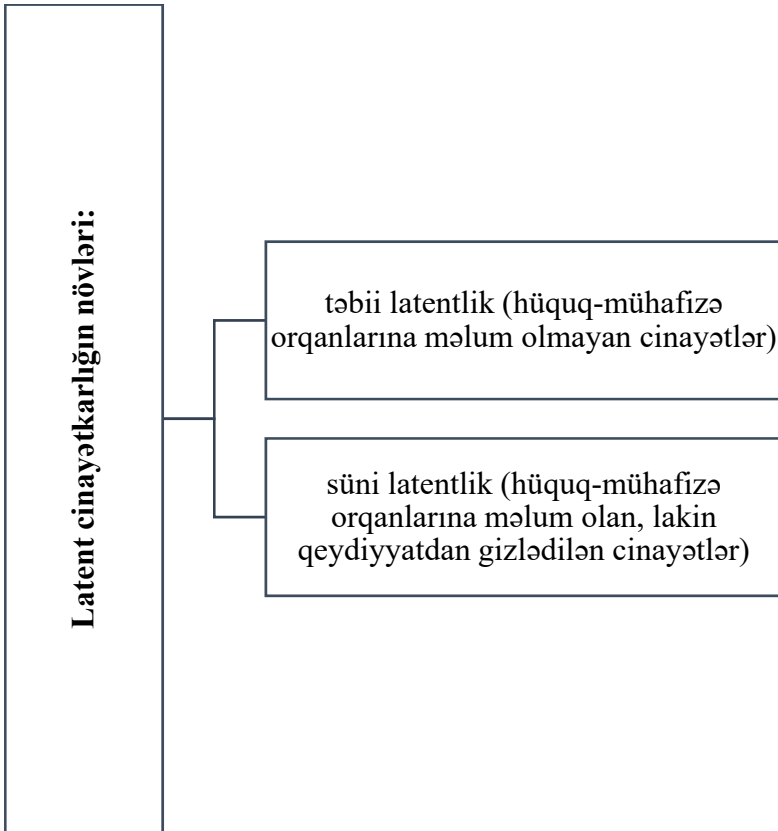 Latent cinayətkarlığın növləri:
təbii latentlik (hüquq-mühafizə
orqanlarına məlum olmayan cinayətlər)
süni latentlik (hüquq-mühafizə
orqanlarına məlum olan, lakin
qeydiyyatdan gizlədilən cinayətlər)